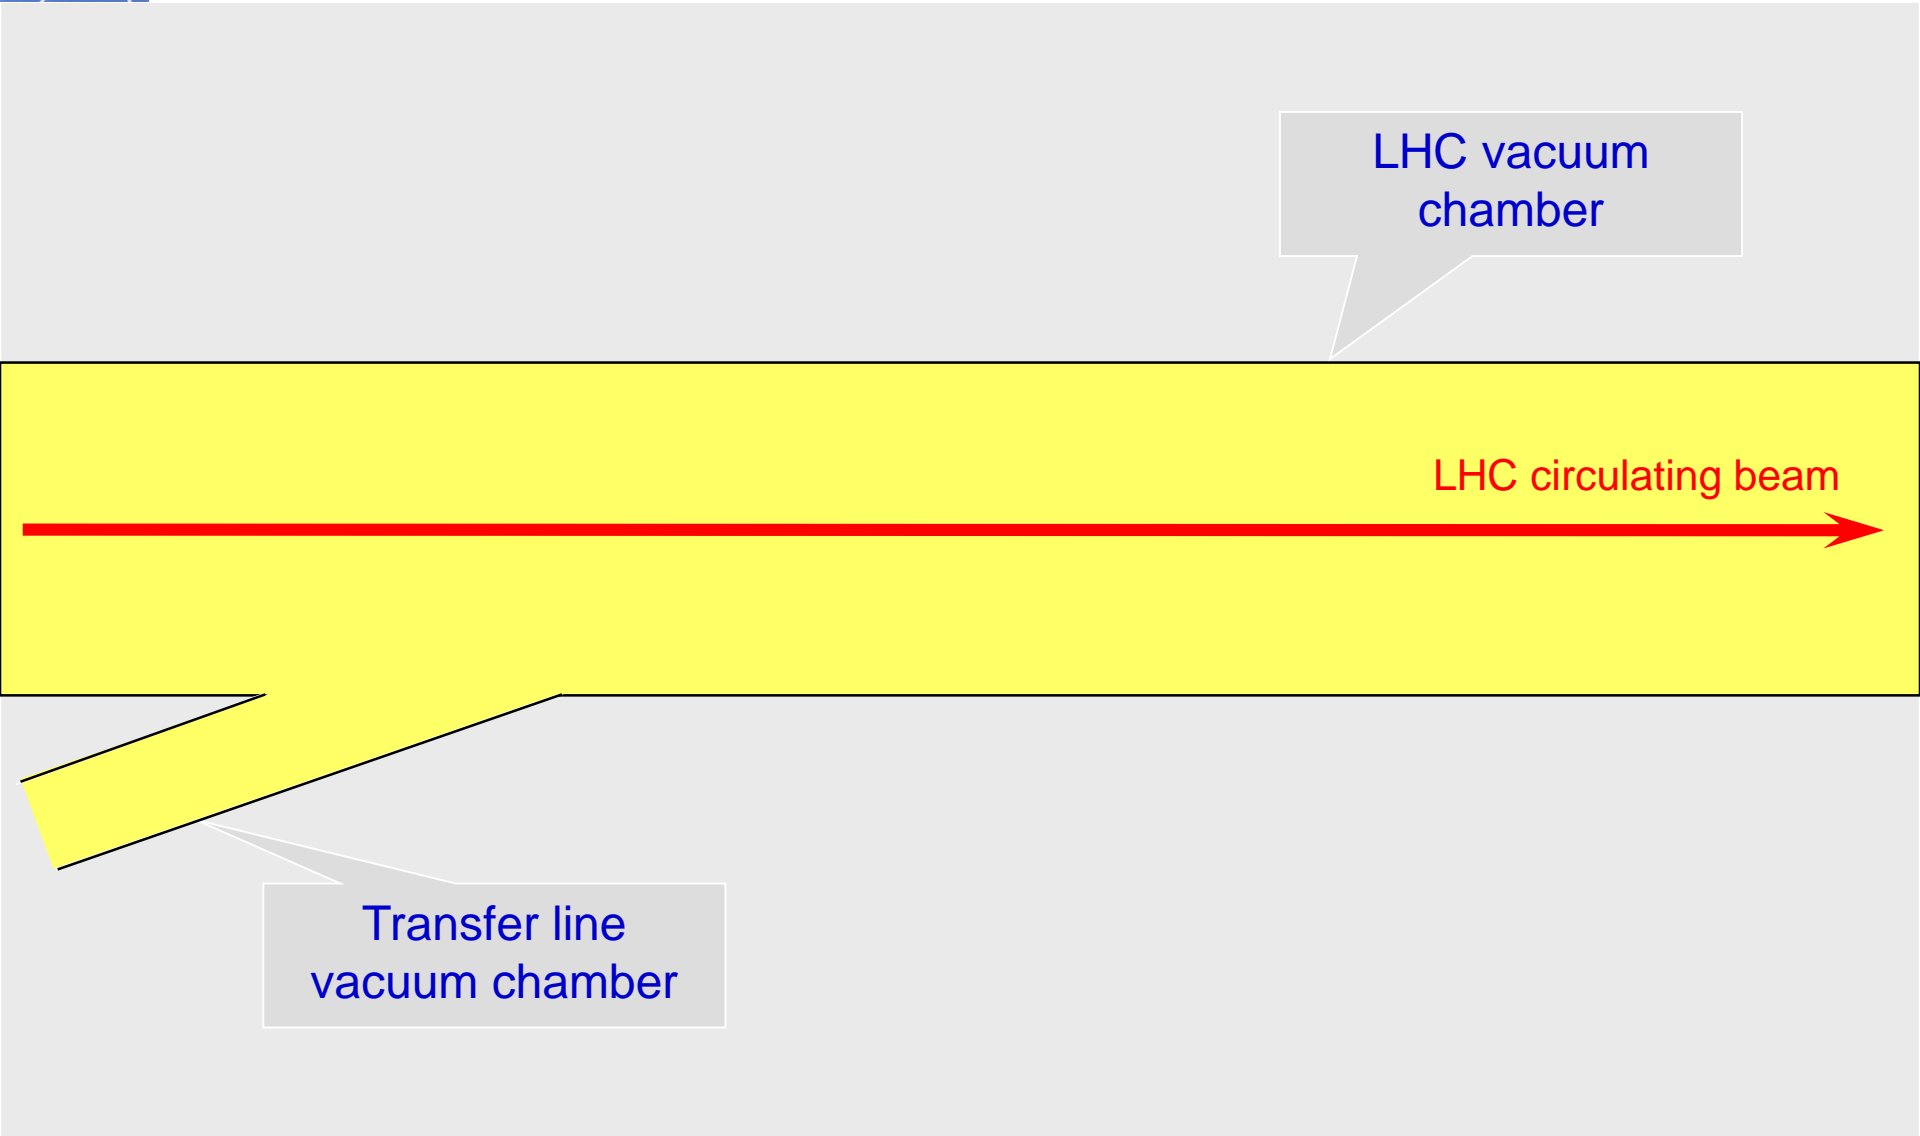 LHC vacuum
chamber
LHC circulating beam
Transfer line
vacuum chamber